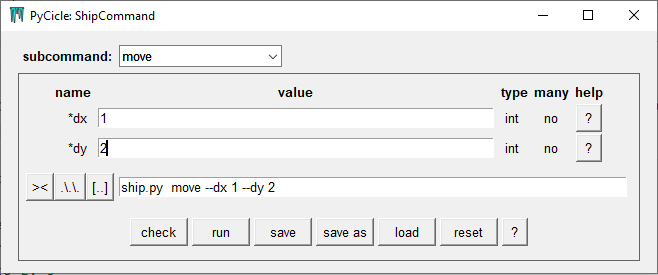 PyCicle: ShipCommand
subcommand: move
name value type many help
*dx 1 int no ?
*dy 2 int no ?
>< .\.\. [..] ship.py move --dx 1 --dy 2
check run save save as load reset ?